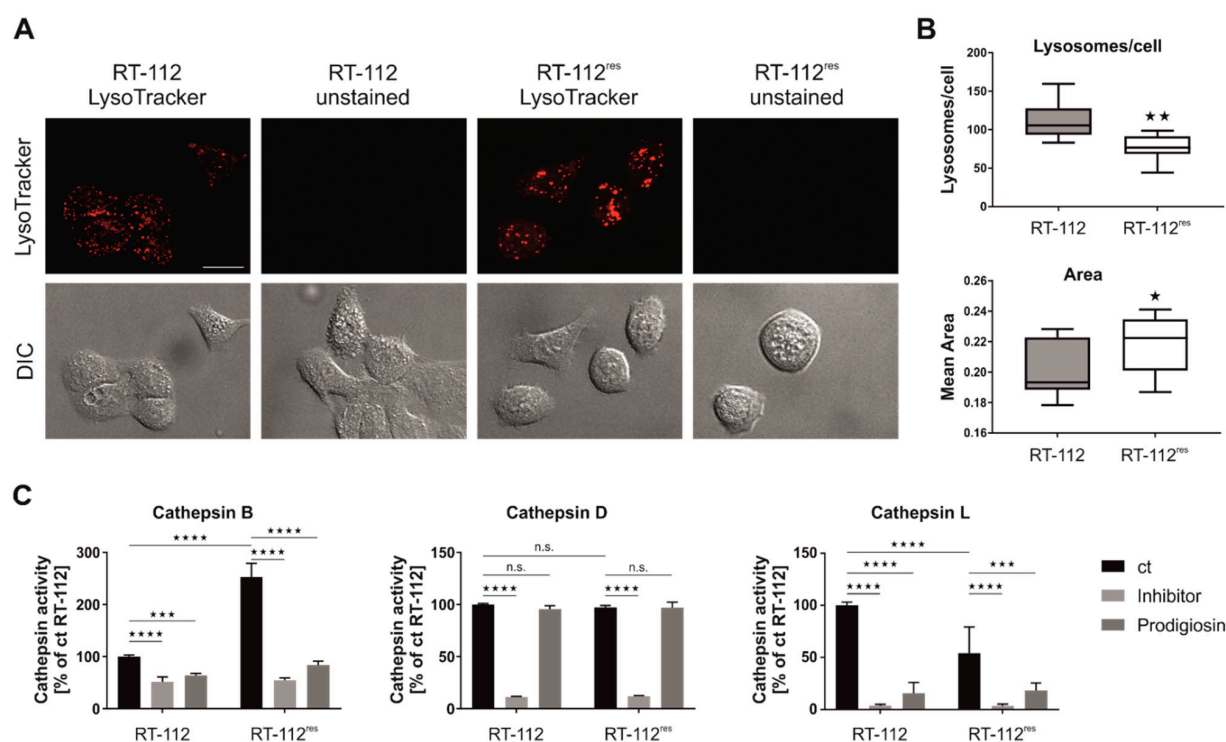 A
RT-112
LysoTracker
RT-112
unstained
RT-112res
LysoTracker
RT-112res
unstained
LysoTracker
DIC
B
Lysosomes/cell
Lysosomes/cell
200
150
100
50
0
★★
RT-112
RT-112res
Area
Mean Area
0.26
0.24
0.22
0.20
0.18
0.16
★
RT-112
RT-112res
C
Cathepsin B
Cathepsin activity
[% of ct RT-112]
300
200
100
0
★★★★
★★★★
★★★★
★★★
★★★★
RT-112
RT-112res
Cathepsin D
Cathepsin activity
[% of ct RT-112]
150
100
50
0
n.s.
n.s.
n.s.
★★★★
★★★★
RT-112
RT-112res
Cathepsin L
Cathepsin activity
[% of ct RT-112]
150
100
50
0
★★★★
★★★★
★★★
★★★★
★★★★
RT-112
RT-112res
ct
Inhibitor
Prodigiosin